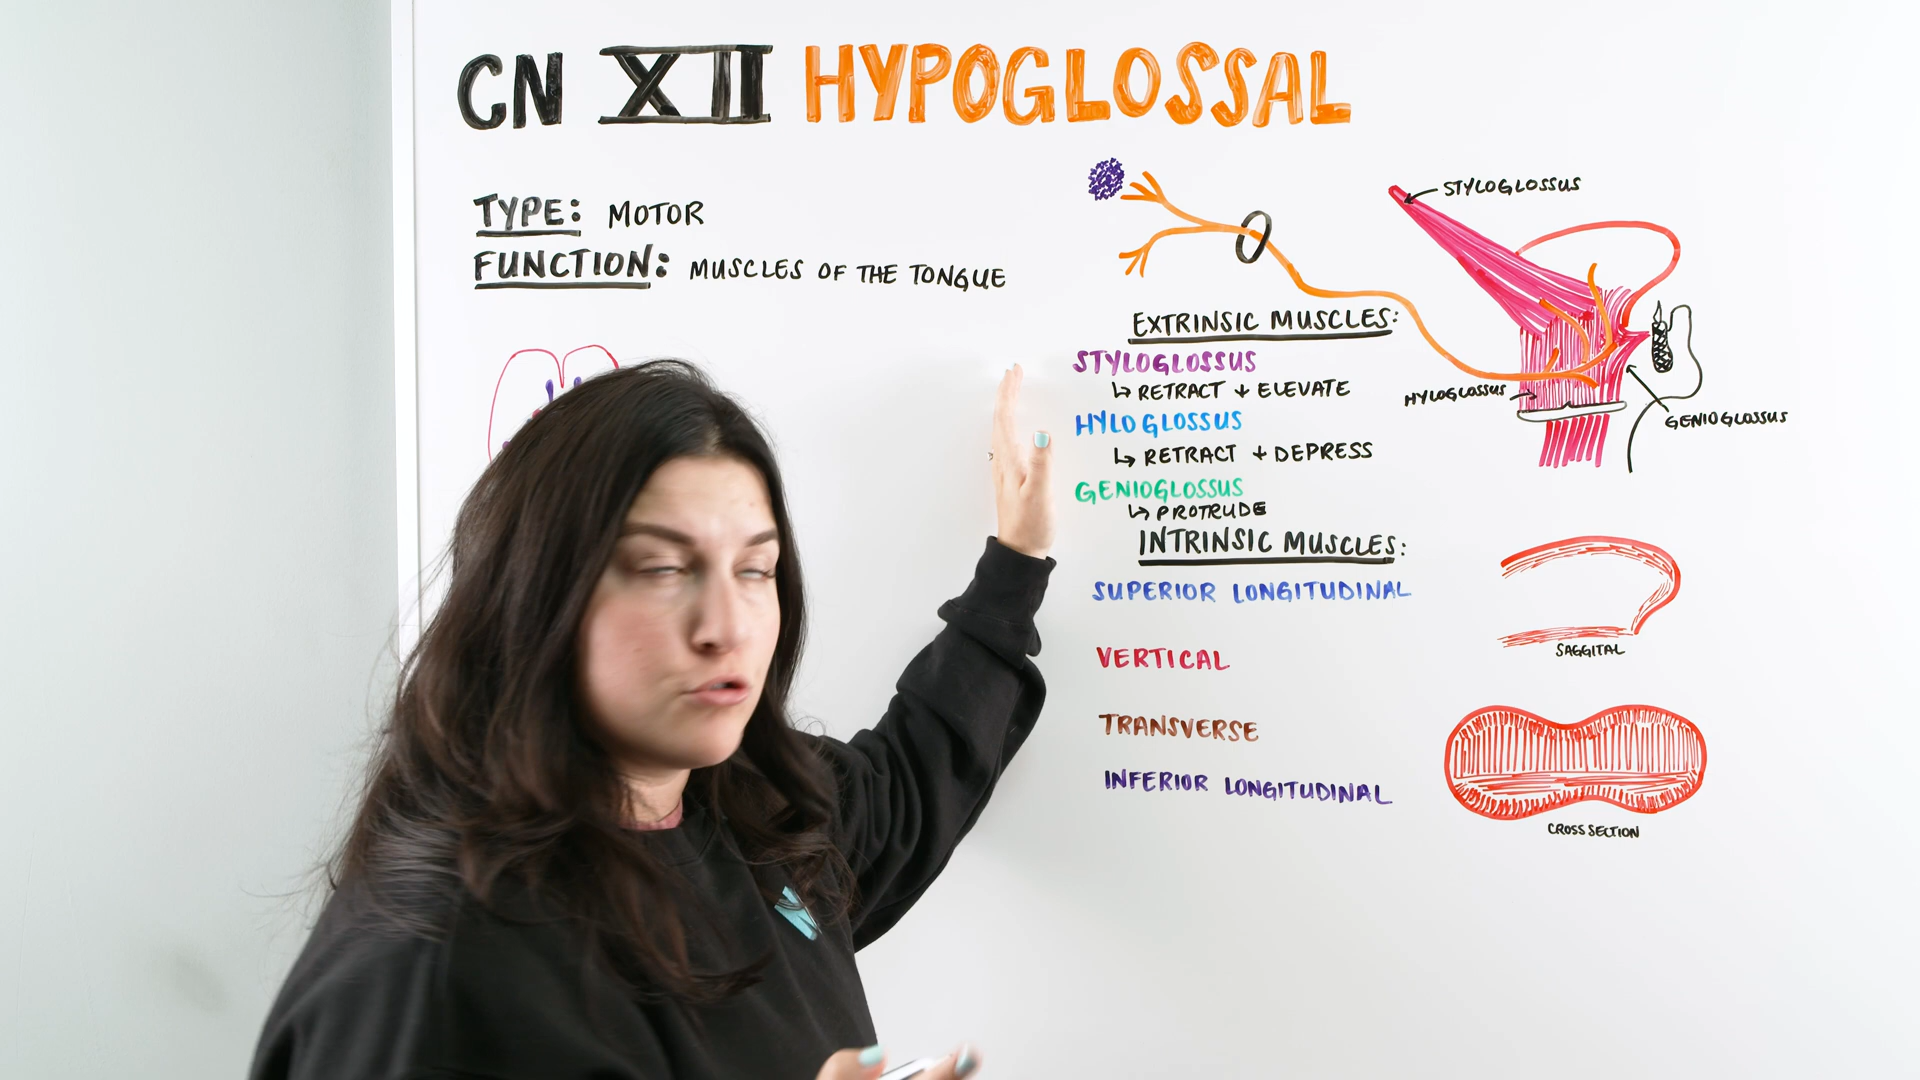 CN XII HYPOGLOSSAL
TYPE: MOTOR
FUNCTION: MUSCLES OF THE TONGUE
STYLOGLOSSUS
EXTRINSIC MUSCLES:
STYLOGLOSSUS
↳ RETRACT + ELEVATE
HYLOGLOSSUS
↳ RETRACT + DEPRESS
GENIOGLOSSUS
↳ PROTRUDE
HYLOGLOSSUS
GENIOGLOSSUS
INTRINSIC MUSCLES:
SUPERIOR LONGITUDINAL
VERTICAL
TRANSVERSE
INFERIOR LONGITUDINAL
SAGGITAL
CROSS SECTION